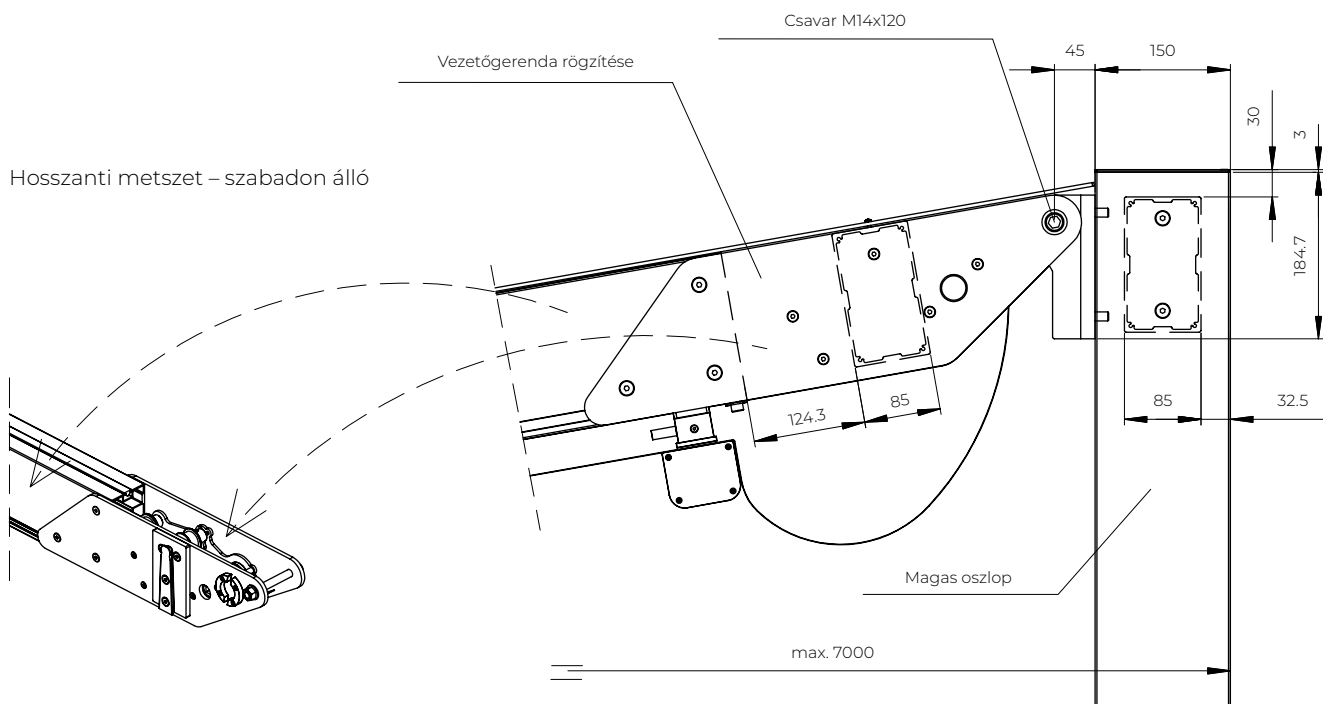 Csavar M14x120
45
150
Vezetőgerenda rögzítése
30
3
Hosszanti metszet – szabadon álló
184.7
124.3
85
85
32.5
Magas oszlop
max. 7000